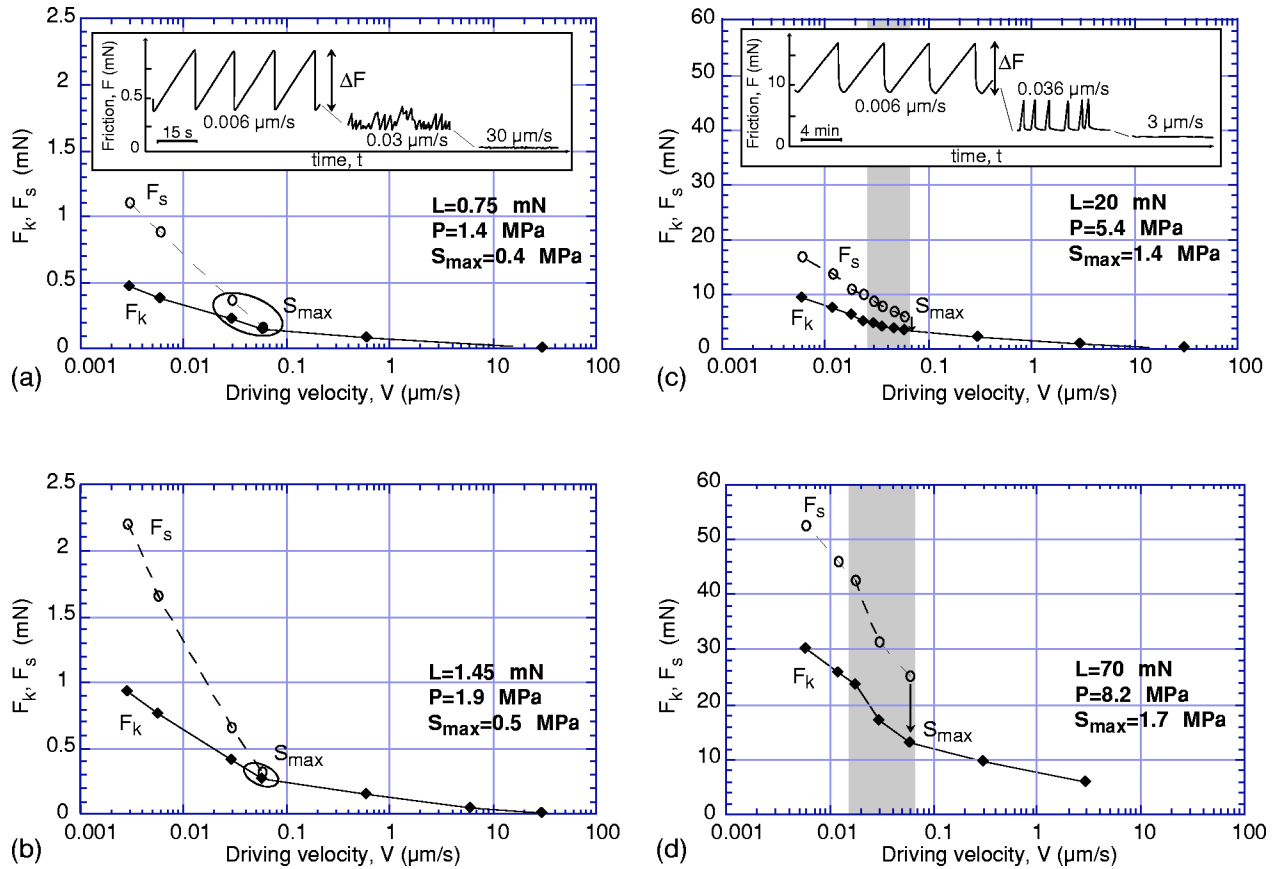 2.5
2
1.5
1
0.5
0
F_k, F_s (mN)
Friction, F (mN)
0.5
0
ΔF
0.006 µm/s
15 s
0.03 µm/s
30 µm/s
time, t
F_s
F_k
S_max
L=0.75 mN
P=1.4 MPa
S_max=0.4 MPa
0.001 0.01 0.1 1 10 100
(a)
Driving velocity, V (µm/s)
60
50
40
30
20
10
0
F_k, F_s (mN)
Friction, F (mN)
10
0
ΔF
0.006 µm/s
4 min
0.036 µm/s
3 µm/s
time, t
F_s
F_k
S_max
L=20 mN
P=5.4 MPa
S_max=1.4 MPa
0.001 0.01 0.1 1 10 100
(c)
Driving velocity, V (µm/s)
2.5
2
1.5
1
0.5
0
F_k, F_s (mN)
F_s
F_k
S_max
L=1.45 mN
P=1.9 MPa
S_max=0.5 MPa
0.001 0.01 0.1 1 10 100
(b)
Driving velocity, V (µm/s)
60
50
40
30
20
10
0
F_k, F_s (mN)
F_s
F_k
S_max
L=70 mN
P=8.2 MPa
S_max=1.7 MPa
0.001 0.01 0.1 1 10 100
(d)
Driving velocity, V (µm/s)